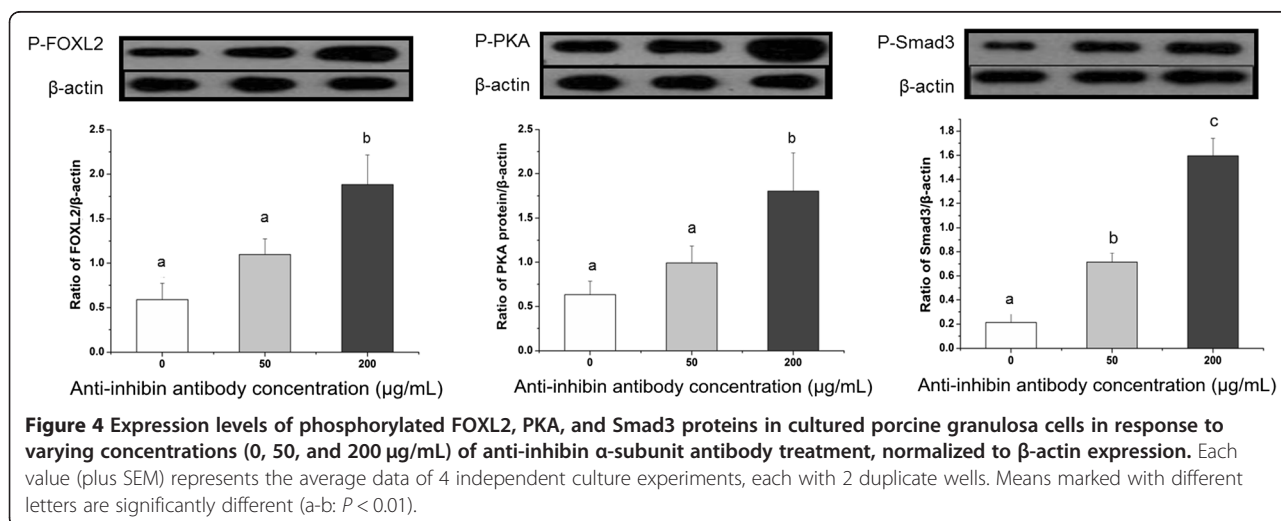 P-FOXL2
β-actin
2.5
2.0
1.5
1.0
0.5
0.0
Ratio of FOXL2/β-actin
a
a
b
0
50
200
Anti-inhibin antibody concentration (µg/mL)
P-PKA
β-actin
2.5
2.0
1.5
1.0
0.5
0.0
Ratio of PKA protein/β-actin
a
a
b
0
50
200
Anti-inhibin antibody concentration (µg/mL)
P-Smad3
β-actin
1.8
1.6
1.4
1.2
1.0
0.8
0.6
0.4
0.2
0.0
Ratio of Smad3/β-actin
a
b
c
0
50
200
Anti-inhibin antibody concentration (µg/mL)
Figure 4 Expression levels of phosphorylated FOXL2, PKA, and Smad3 proteins in cultured porcine granulosa cells in response to
varying concentrations (0, 50, and 200 µg/mL) of anti-inhibin α-subunit antibody treatment, normalized to β-actin expression. Each
value (plus SEM) represents the average data of 4 independent culture experiments, each with 2 duplicate wells. Means marked with different
letters are significantly different (a-b: P < 0.01).